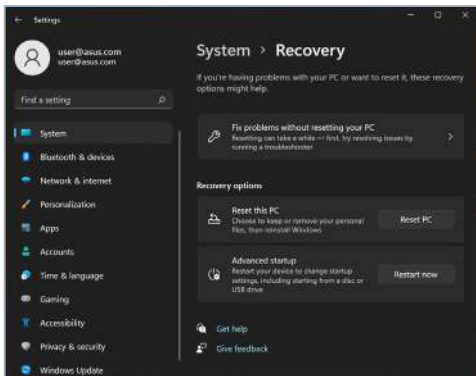 Settings
user@asus.com
user@asus.com
Find a setting
System
Bluetooth & devices
Network & internet
Personalization
Apps
Accounts
Time & language
Gaming
Accessibility
Privacy & security
Windows Update
System > Recovery
If you're having problems with your PC or want to reset it, these recovery
options might help.
Fix problems without resetting your PC
Resetting can take a while — first, try resolving issues by
running a troubleshooter
Recovery options
Reset this PC
Choose to keep or remove your personal
files, then reinstall Windows
Reset PC
Advanced startup
Restart your device to change startup
settings, including starting from a disc or
USB drive
Restart now
Get help
Give feedback